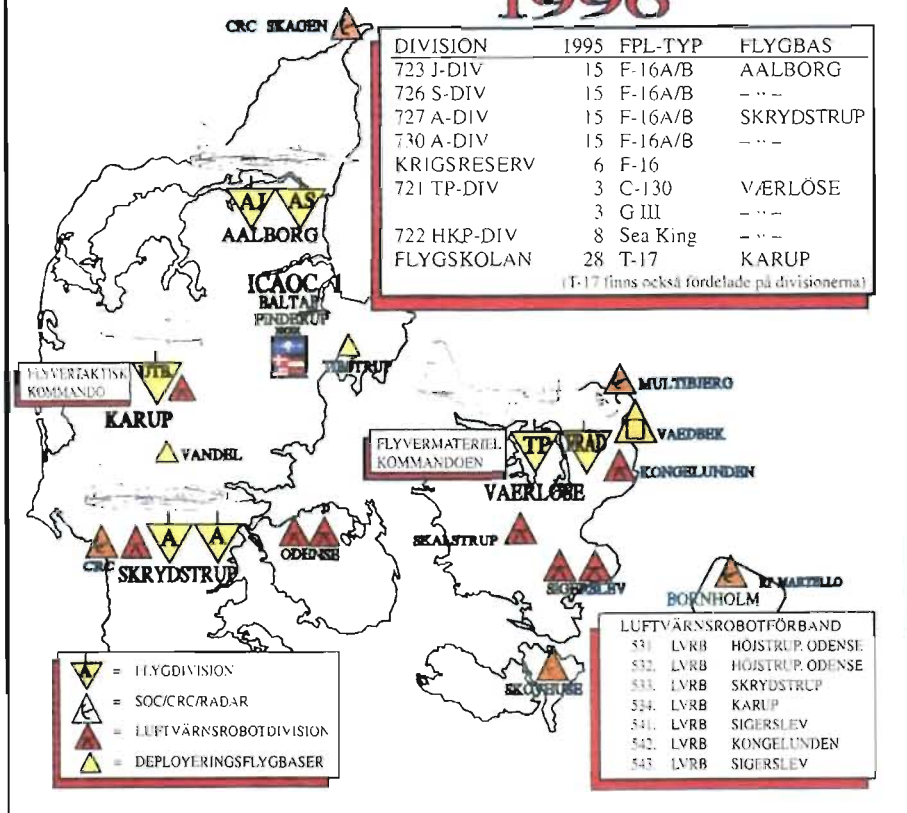 1996
CRC SKAGEN
DIVISION 1995 FPL-TYP FLYGBAS
723 J-DIV 15 F-16A/B AALBORG
726 S-DIV 15 F-16A/B – ·· –
727 A-DIV 15 F-16A/B SKRYDSTRUP
730 A-DIV 15 F-16A/B – ·· –
KRIGSRESERV 6 F-16
721 TP-DIV 3 C-130 VÆRLÖSE
3 G III – ·· –
722 HKP-DIV 8 Sea King – ·· –
FLYGSKOLAN 28 T-17 KARUP
(T-17 finns också fördelade på divisionerna)
AJ AS
AALBORG
ICAOC 1
BALTAP
FINDERUP
TIRSTRUP
FLYVERTAKTISK
KOMMANDO
UTB
KARUP
VANDEL
MULTIBJERG
VAEDBEK
FLYVERMATERIEL
KOMMANDOEN
TP
VAERLÖSE
KONGELUNDEN
CRC
A A
SKRYDSTRUP
ODENSE
SKALSTRUP
SIGERSLEV
SKOVHUSE
MARTELLO
BORNHOLM
A = FLYGDIVISION
= SOC/CRC/RADAR
= LUFTVÄRNSROBOTDIVISION
= DEPLOYERINGSFLYGBASER
LUFTVÄRNSROBOTFÖRBAND
531. LVRB HÖJSTRUP. ODENSE
532. LVRB HÖJSTRUP. ODENSE
533. LVRB SKRYDSTRUP
534. LVRB KARUP
541. LVRB SIGERSLEV
542. LVRB KONGELUNDEN
543. LVRB SIGERSLEV